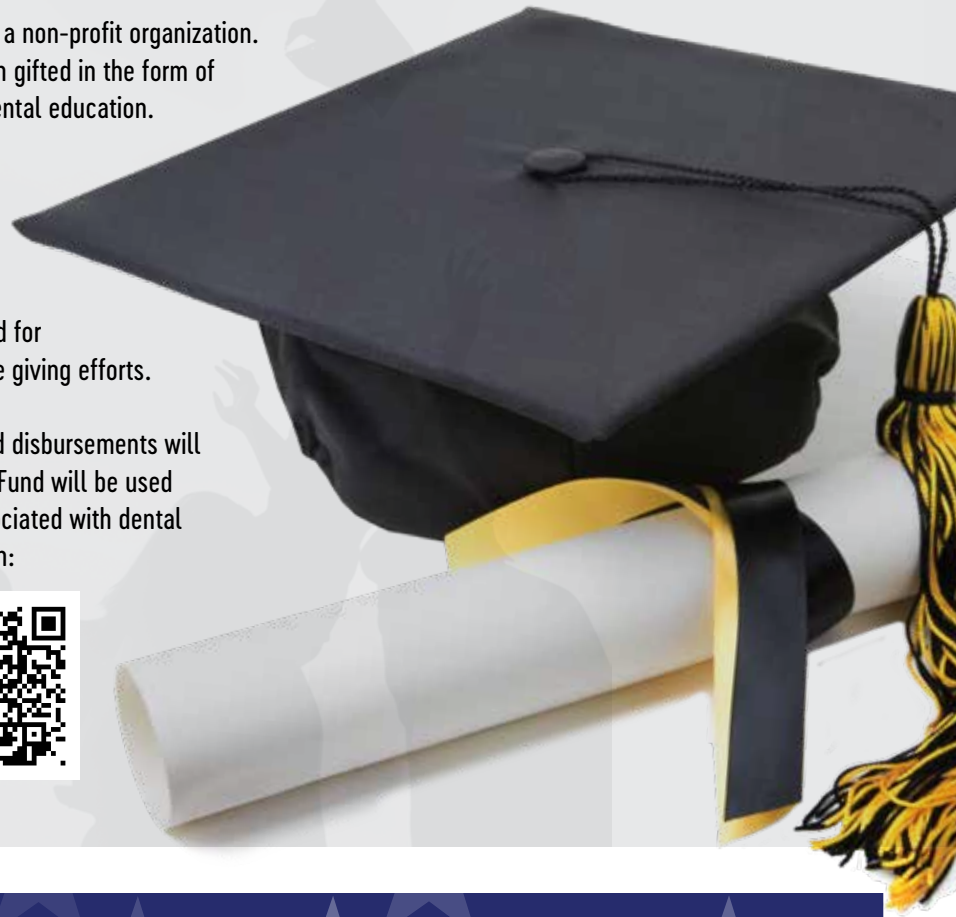 a non-profit organization.
gifted in the form of
ental education.
for
giving efforts.
disbursements will
Fund will be used
ciated with dental